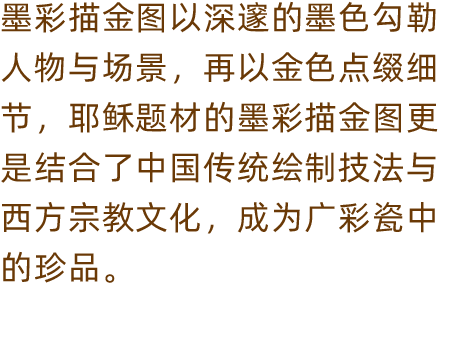 墨彩描金图以深邃的墨色勾勒
人物与场景，再以金色点缀细
节，耶稣题材的墨彩描金图更
是结合了中国传统绘制技法与
西方宗教文化，成为广彩瓷中
的珍品。